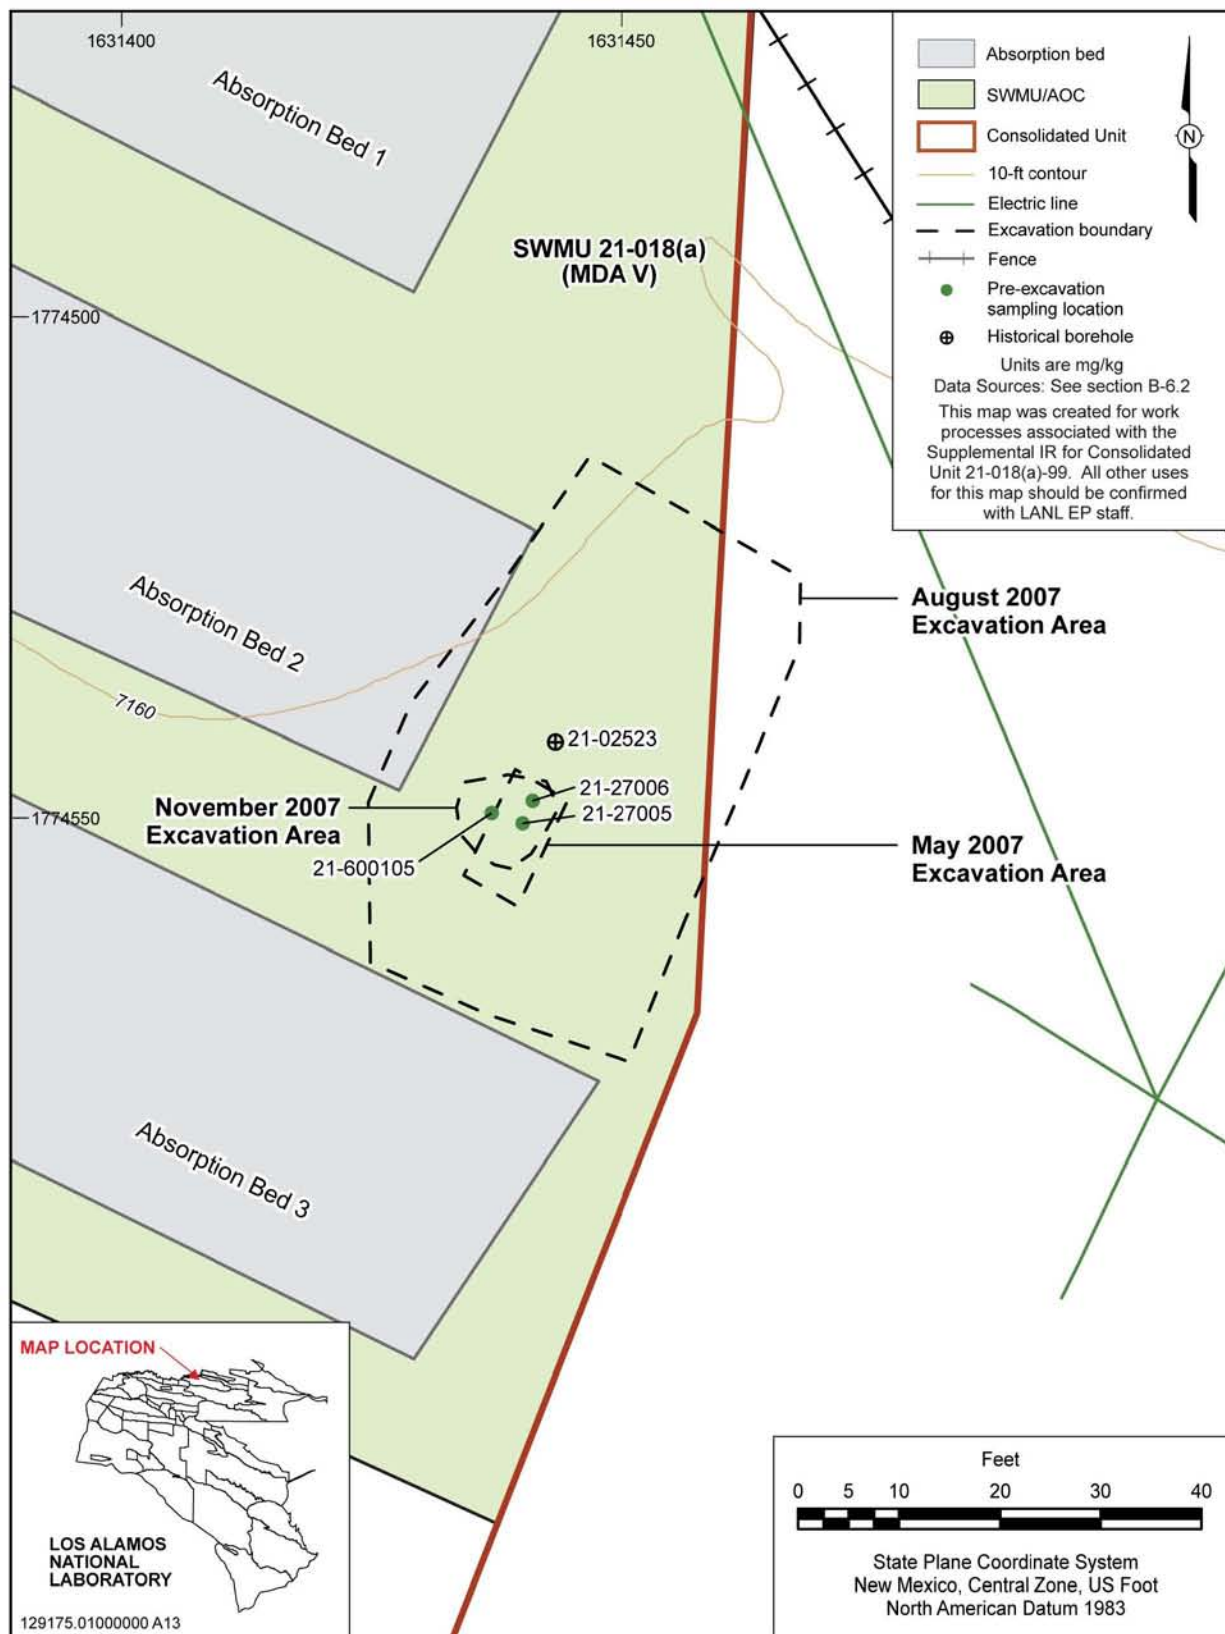 1631400
1631450
Absorption Bed 1
SWMU 21-018(a)
(MDA V)
1774500
Absorption Bed 2
7160
21-02523
21-27006
21-27005
November 2007
Excavation Area
1774550
21-600105
August 2007
Excavation Area
May 2007
Excavation Area
Absorption Bed 3
Absorption bed
SWMU/AOC
Consolidated Unit
10-ft contour
Electric line
Excavation boundary
Fence
Pre-excavation
sampling location
Historical borehole
N
Units are mg/kg
Data Sources: See section B-6.2
This map was created for work
processes associated with the
Supplemental IR for Consolidated
Unit 21-018(a)-99. All other uses
for this map should be confirmed
with LANL EP staff.
MAP LOCATION
LOS ALAMOS
NATIONAL
LABORATORY
129175.01000000 A13
Feet
0 5 10 20 30 40
State Plane Coordinate System
New Mexico, Central Zone, US Foot
North American Datum 1983